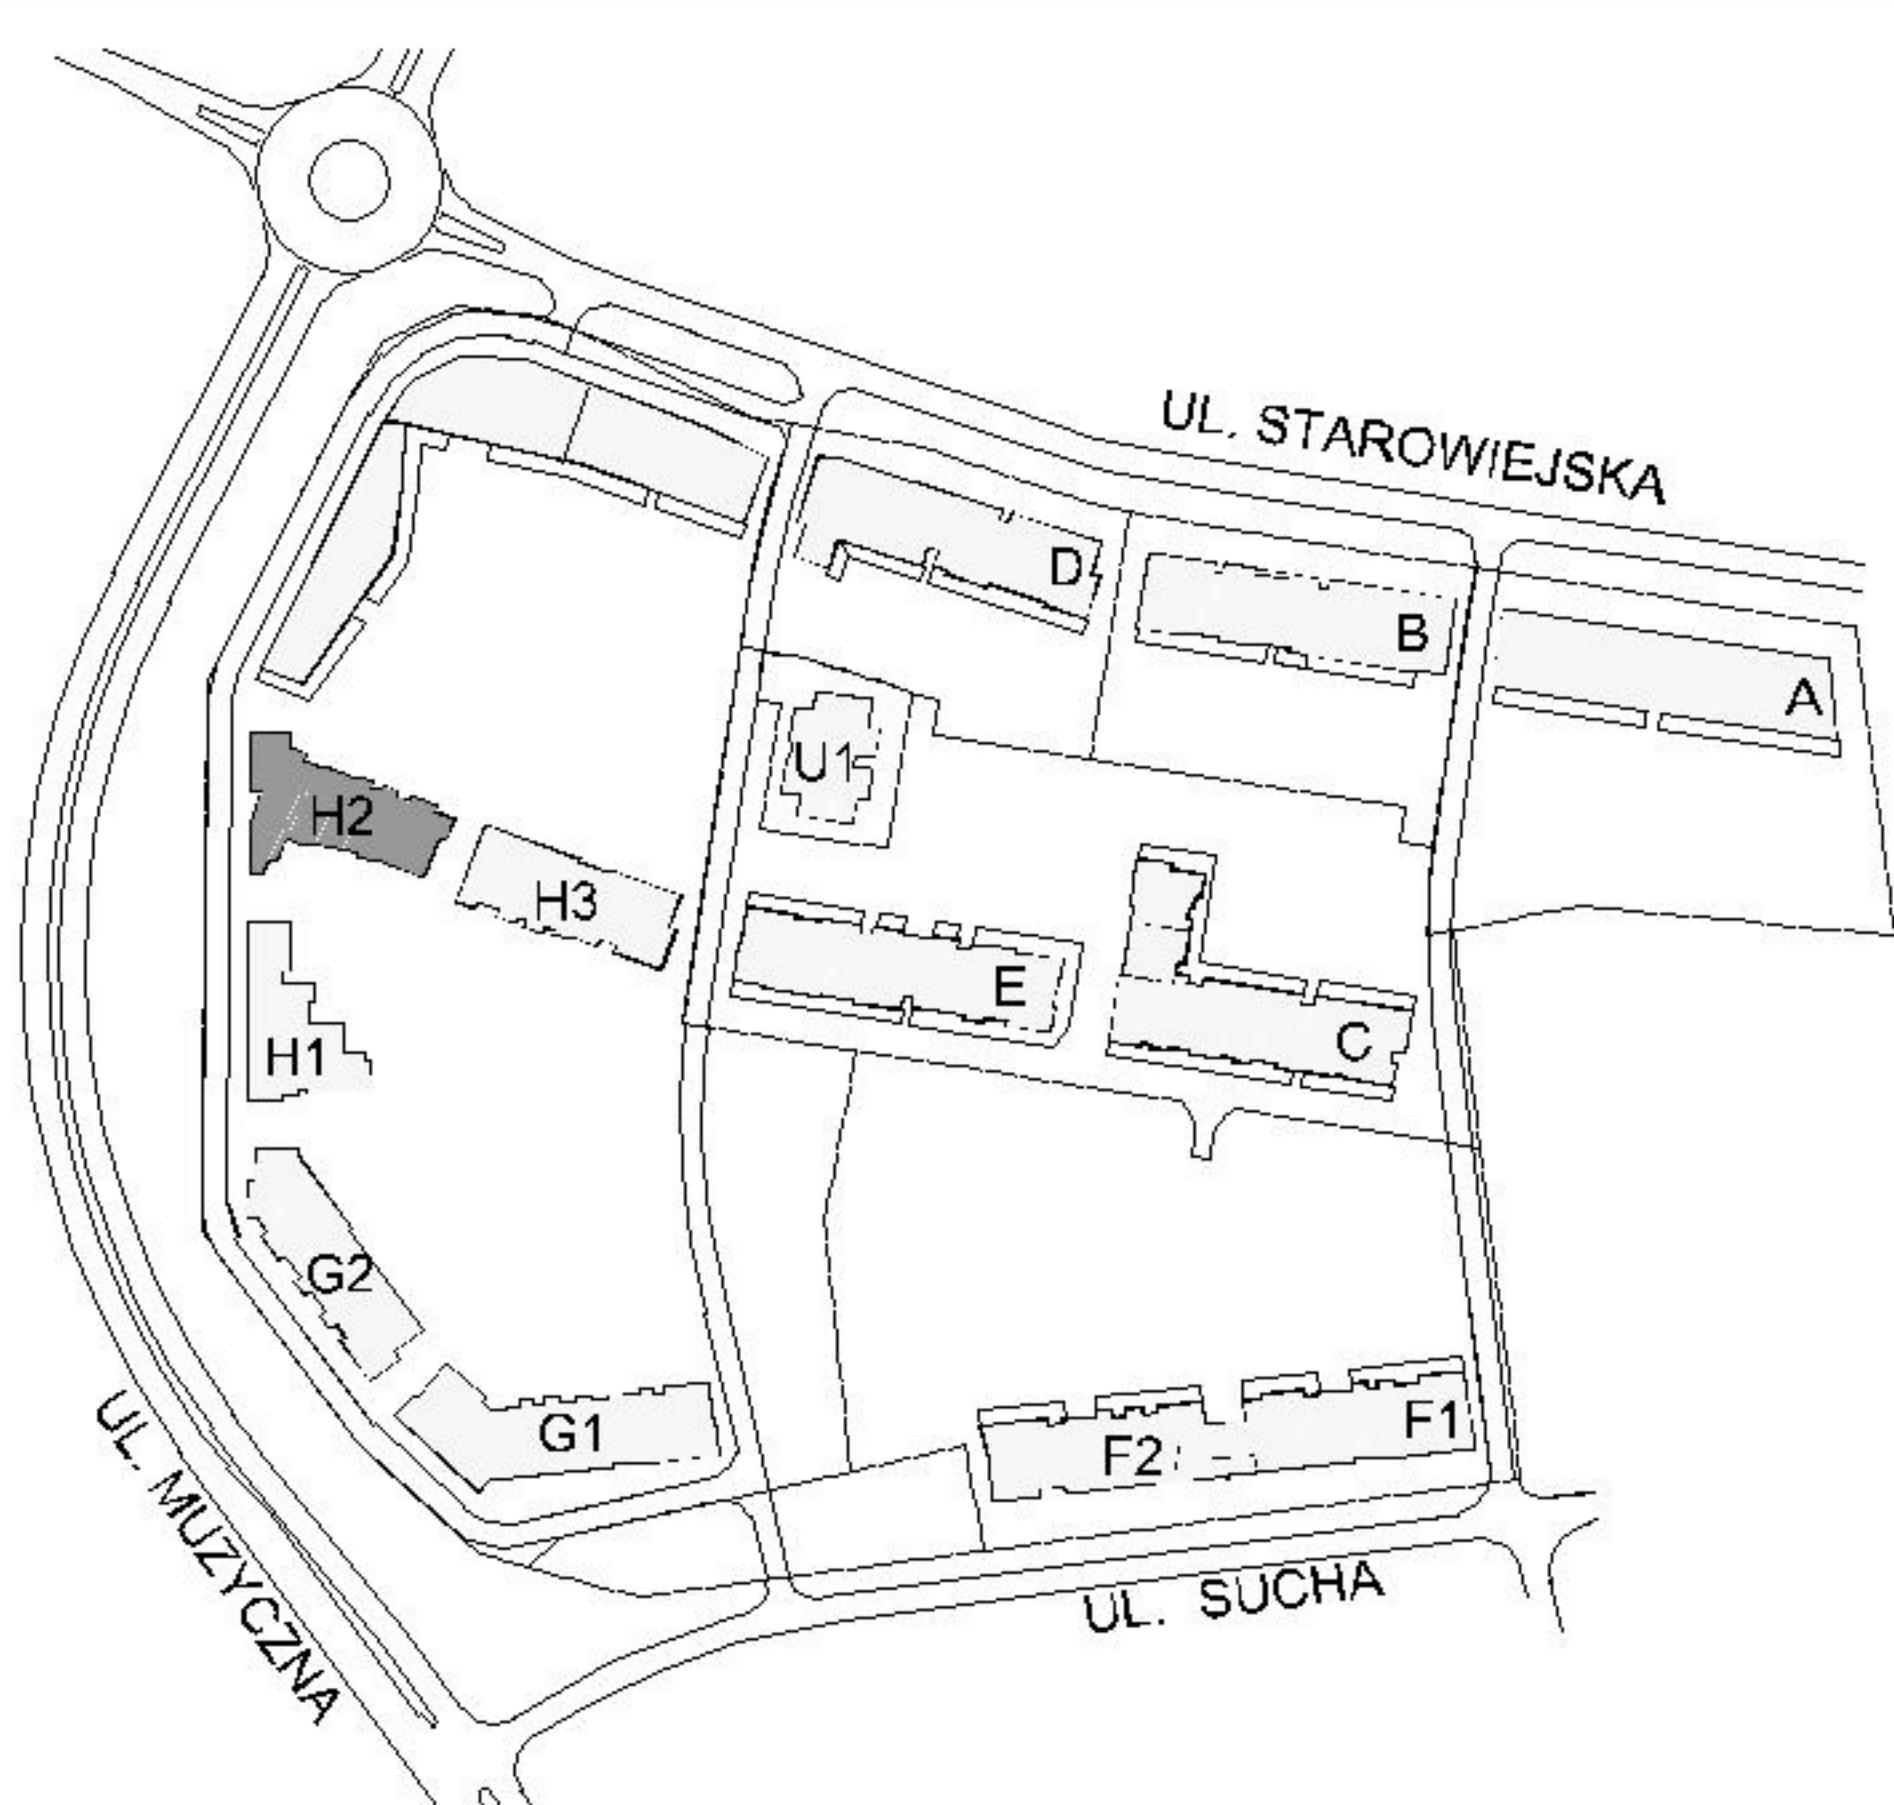 UL. STAROWIEJSKA
D
B
A
U1
H2
H3
E
C
H1
G2
G1
F2
F1
UL. MUZYCZNA
UL. SUCHA